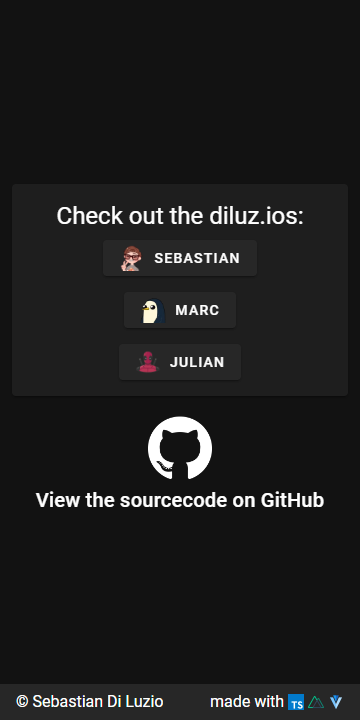 Check out the diluz.ios:
SEBASTIAN
MARC
JULIAN
View the sourcecode on GitHub
© Sebastian Di Luzio made with TS